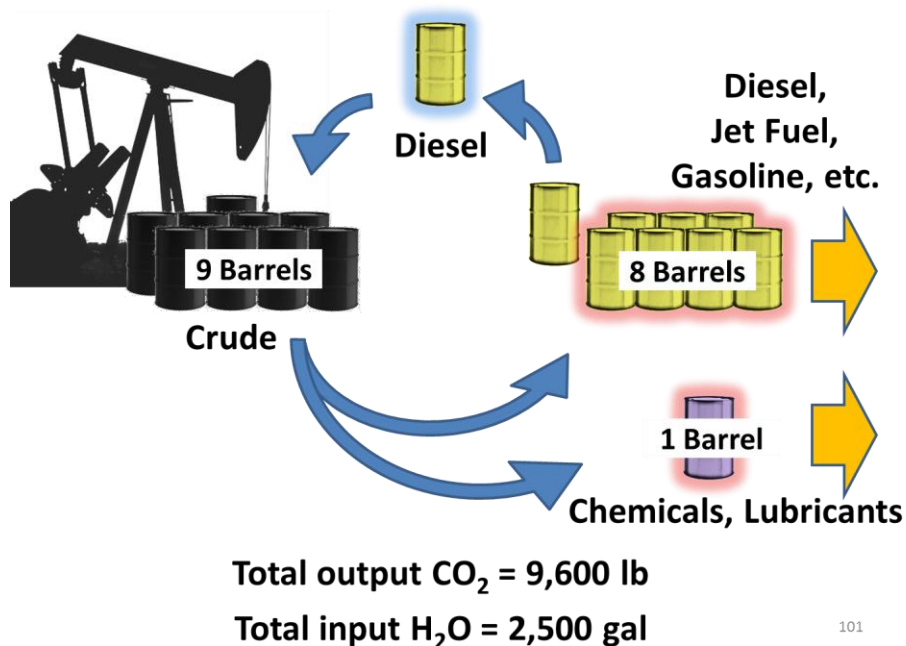 Diesel
Diesel,
Jet Fuel,
Gasoline, etc.
9 Barrels
8 Barrels
Crude
1 Barrel
Chemicals, Lubricants
Total output CO₂ = 9,600 lb
Total input H₂O = 2,500 gal
101